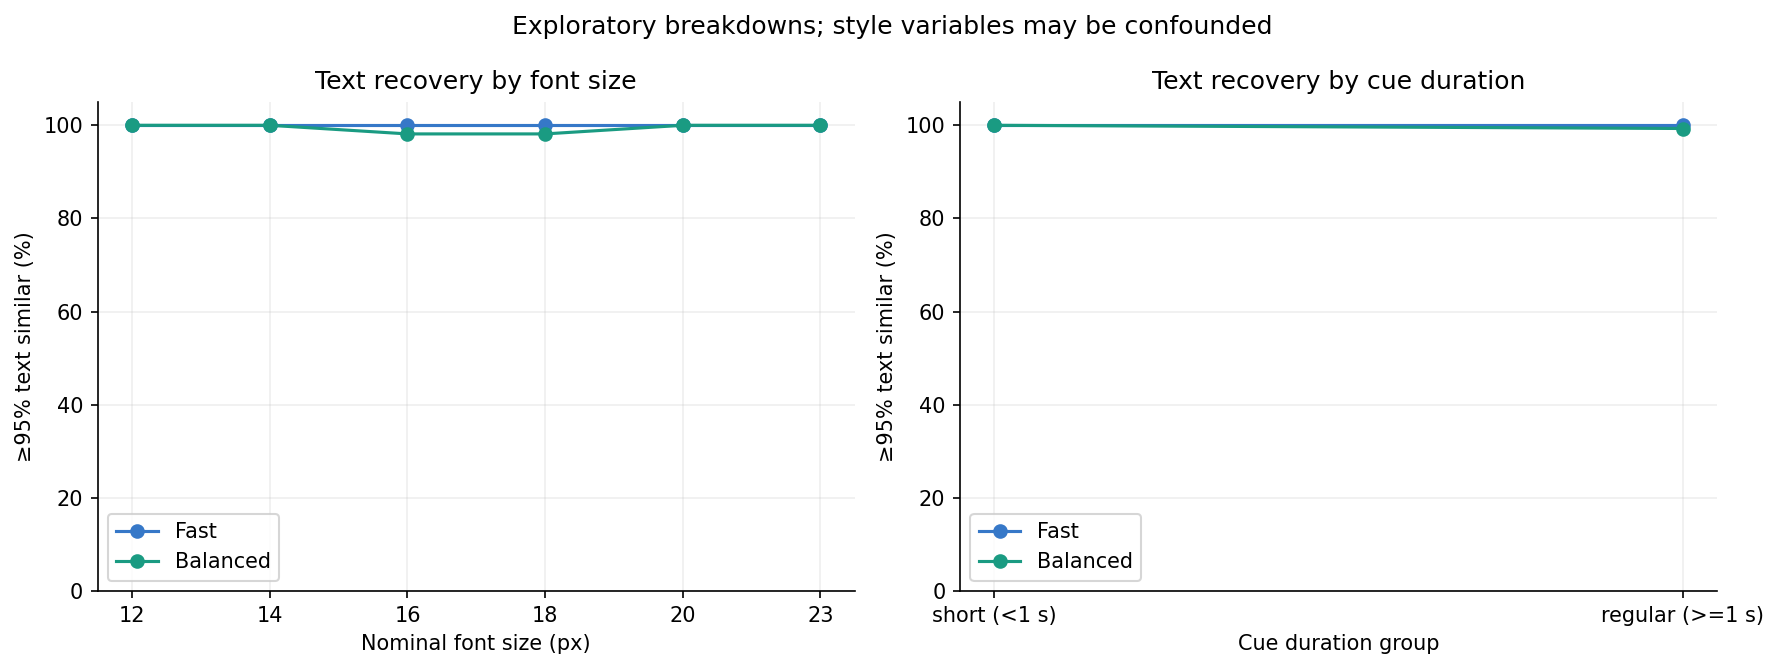 Exploratory breakdowns; style variables may be confounded
Text recovery by font size
≥95% text similar (%)
100
80
60
40
20
0
Fast
Balanced
12 14 16 18 20 23
Nominal font size (px)
Text recovery by cue duration
≥95% text similar (%)
100
80
60
40
20
0
Fast
Balanced
short (<1 s) regular (>=1 s)
Cue duration group